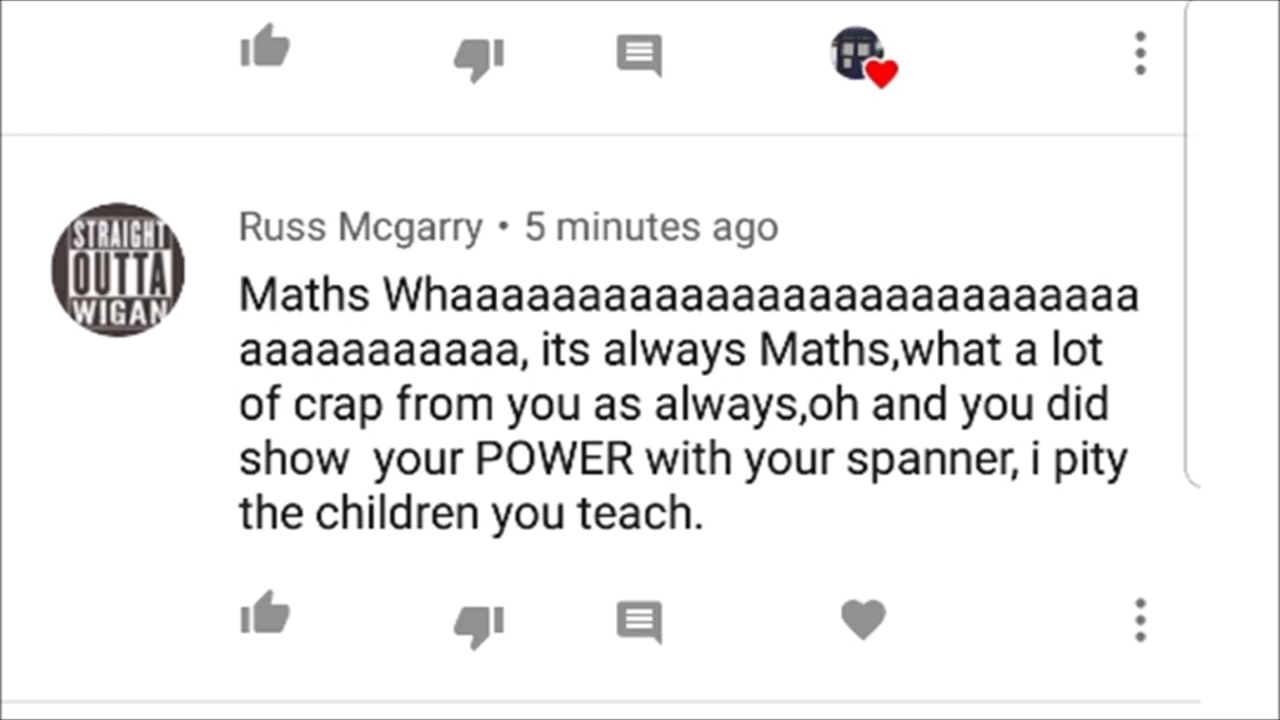 Russ Mcgarry • 5 minutes ago
STRAIGHT
OUTTA
WIGAN
Maths Whaaaaaaaaaaaaaaaaaaaaaaaaaaa
aaaaaaaaaaa, its always Maths,what a lot
of crap from you as always,oh and you did
show  your POWER with your spanner, i pity
the children you teach.